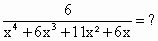 6
x⁴+6x³+11x²+6x = ?